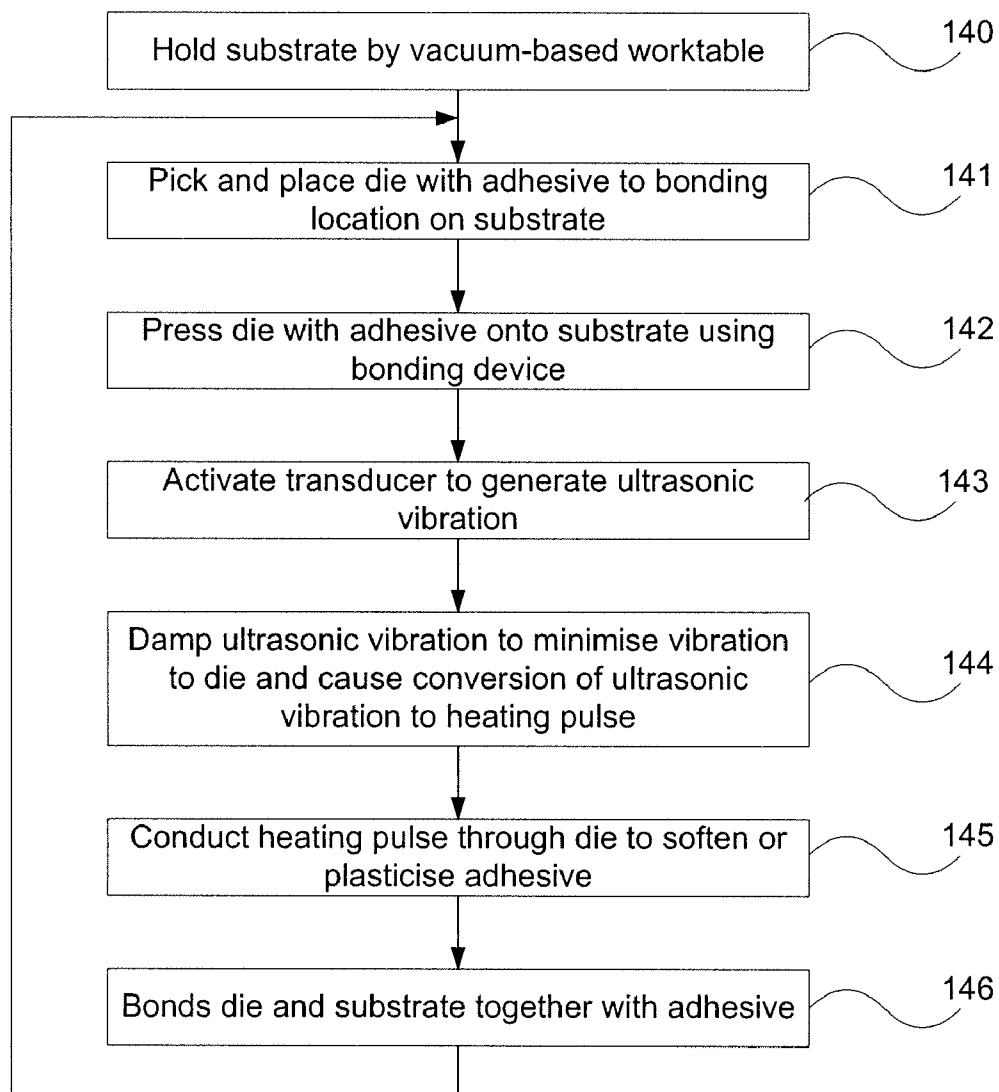 Hold substrate by vacuum-based worktable
140
Pick and place die with adhesive to bonding
location on substrate
141
Press die with adhesive onto substrate using
bonding device
142
Activate transducer to generate ultrasonic
vibration
143
Damp ultrasonic vibration to minimise vibration
to die and cause conversion of ultrasonic
vibration to heating pulse
144
Conduct heating pulse through die to soften or
plasticise adhesive
145
Bonds die and substrate together with adhesive
146